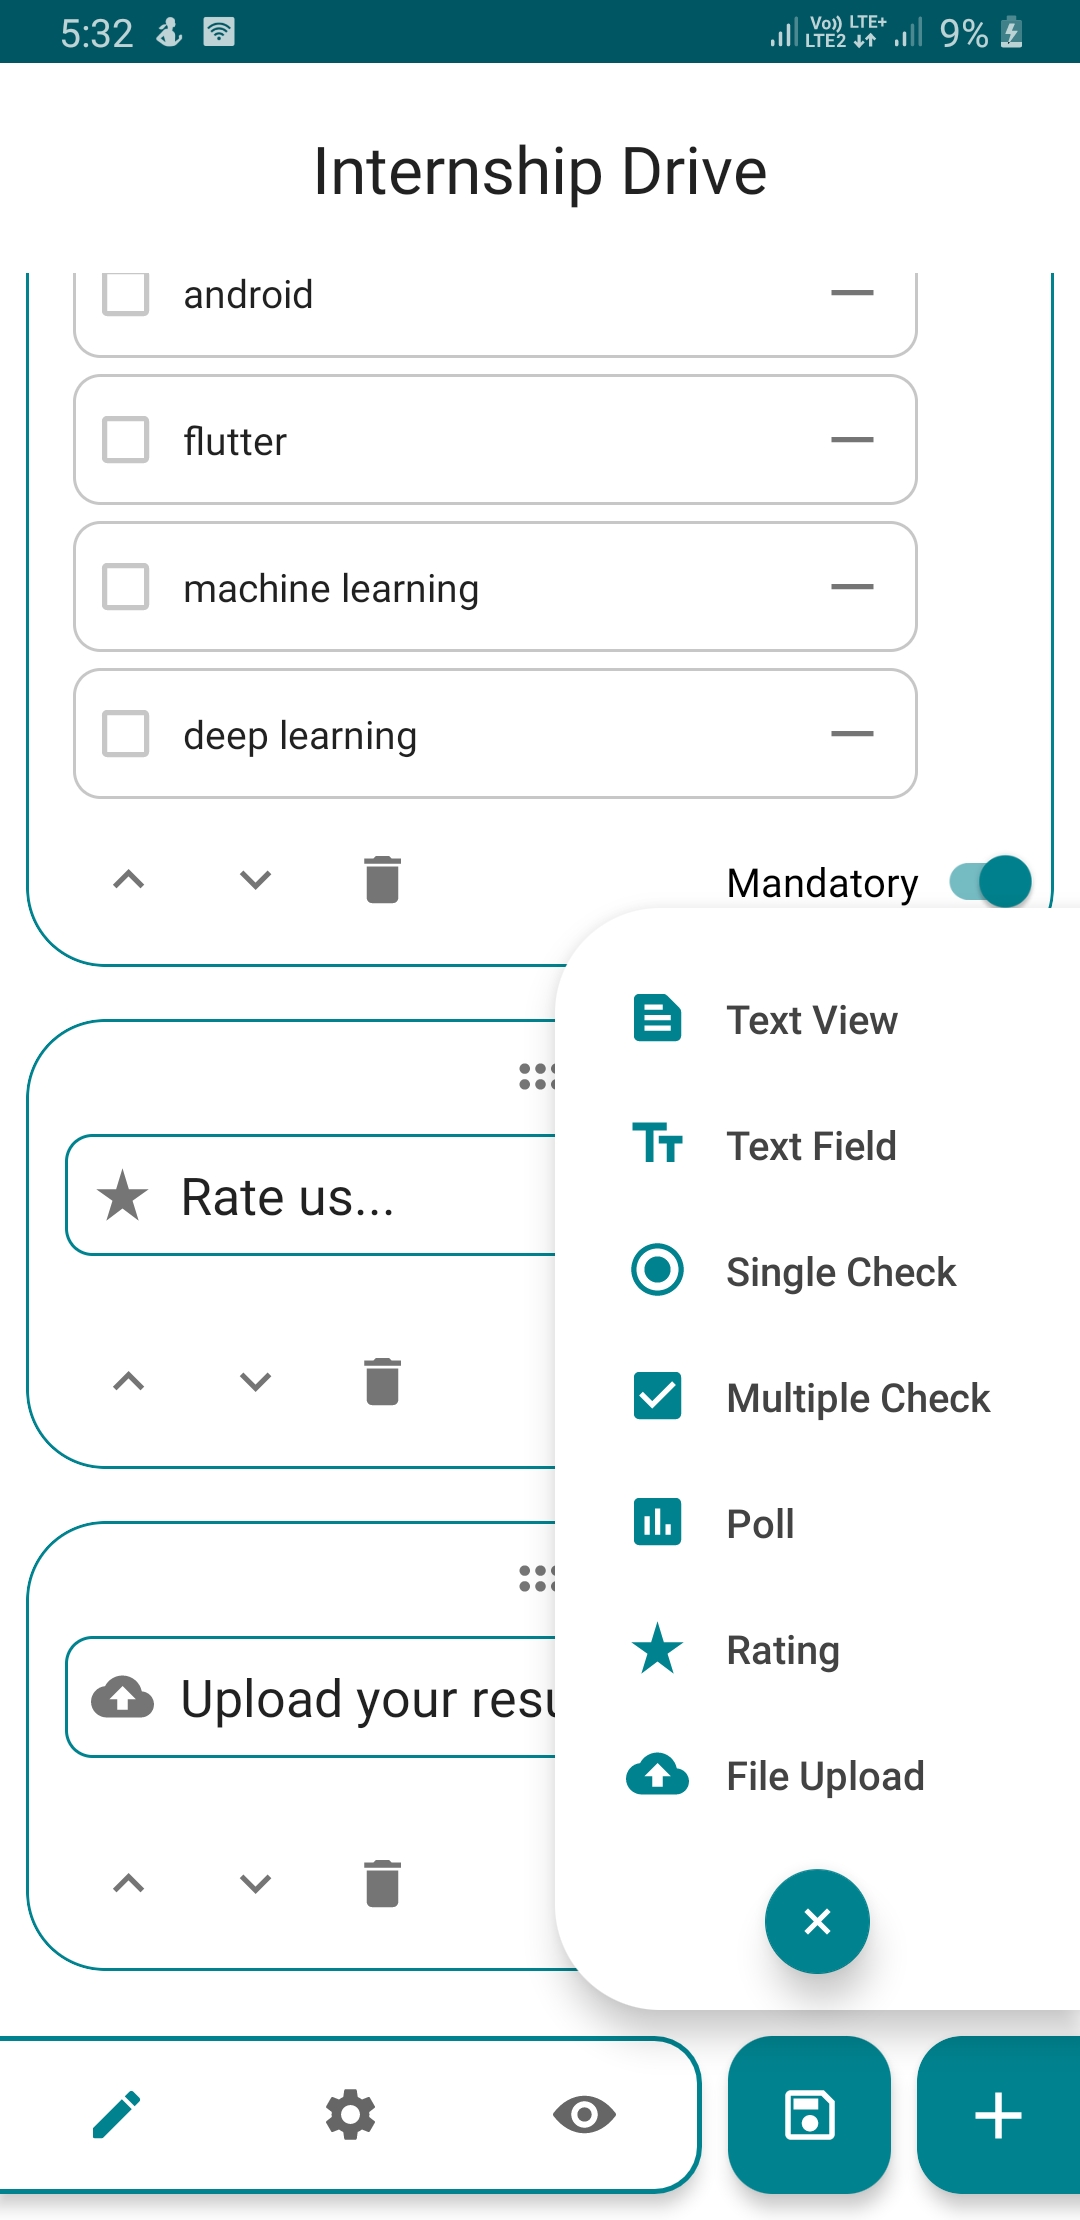 5:32
Vo)) LTE+
LTE2
9%
Internship Drive
android
flutter
machine learning
deep learning
Mandatory
Text View
Text Field
Single Check
Rate us...
Multiple Check
Poll
Rating
Upload your
File Upload